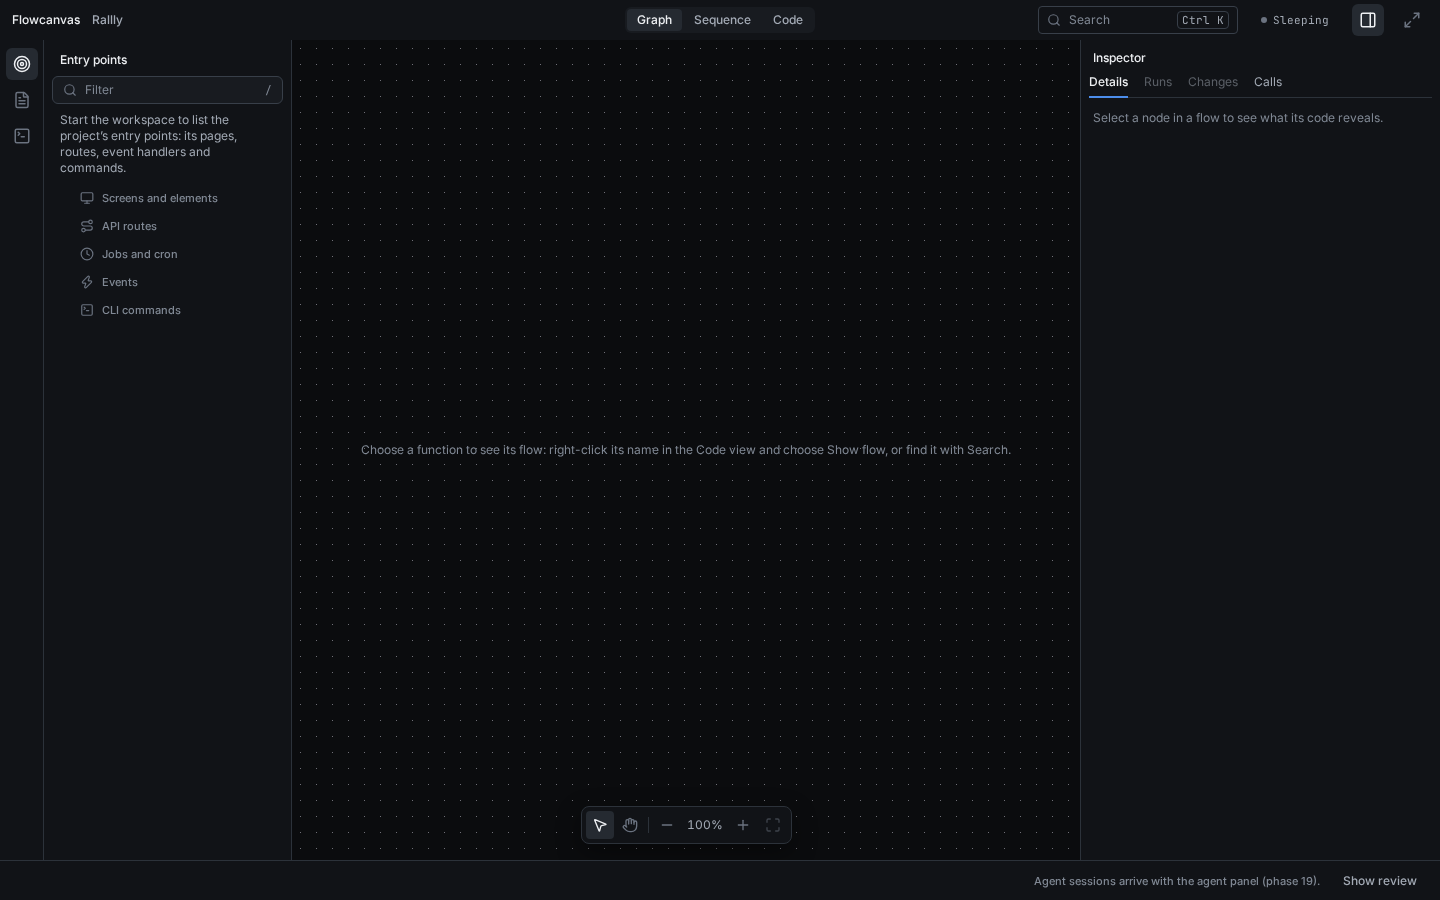 Flowcanvas Rallly
Graph Sequence Code
Search Ctrl K
Sleeping
Entry points
Filter /
Start the workspace to list the
project's entry points: its pages,
routes, event handlers and
commands.
Screens and elements
API routes
Jobs and cron
Events
CLI commands
Choose a function to see its flow: right-click its name in the Code view and choose Show flow, or find it with Search.
100%
Inspector
Details Runs Changes Calls
Select a node in a flow to see what its code reveals.
Agent sessions arrive with the agent panel (phase 19). Show review